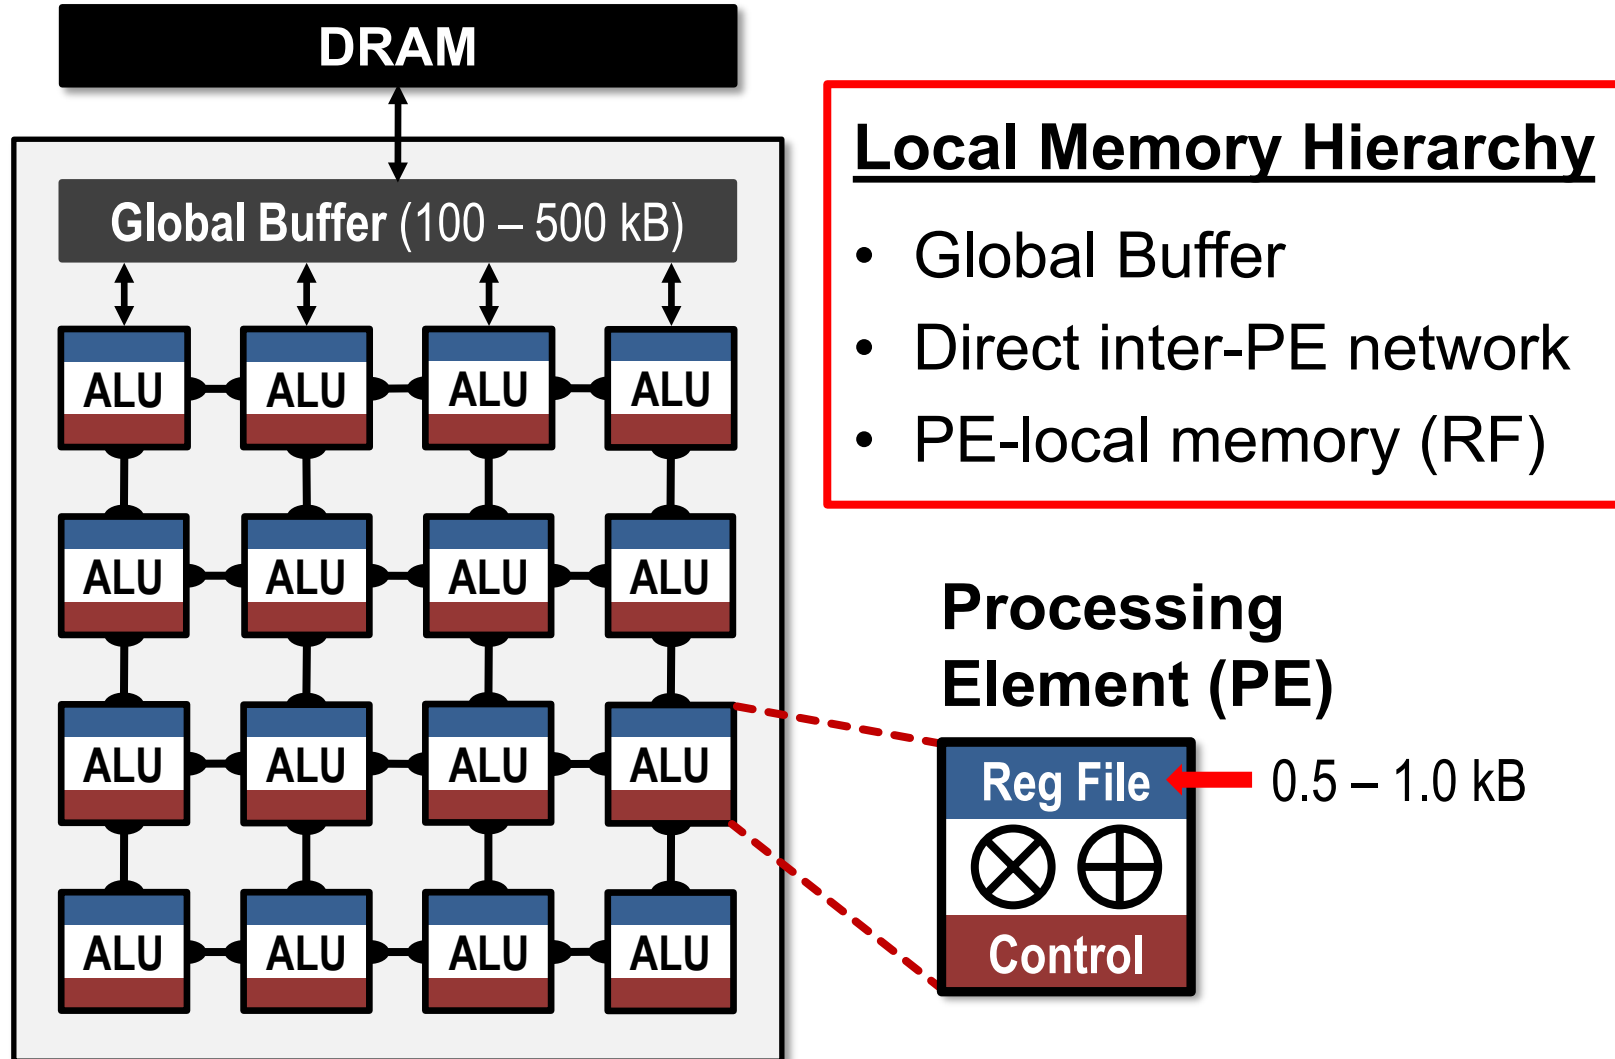 DRAM
Global Buffer (100 – 500 kB)
ALU ALU ALU ALU
ALU ALU ALU ALU
ALU ALU ALU ALU
ALU ALU ALU ALU
Local Memory Hierarchy
• Global Buffer
• Direct inter-PE network
• PE-local memory (RF)
Processing
Element (PE)
Reg File
0.5 – 1.0 kB
Control